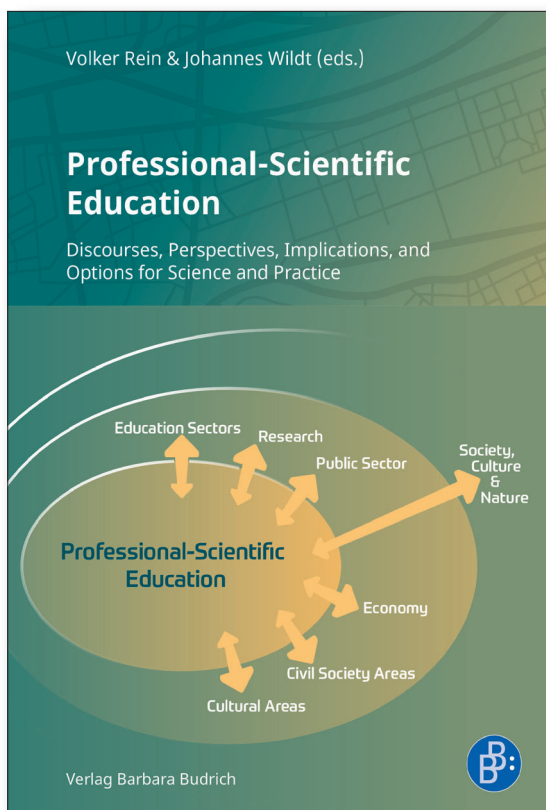 Volker Rein & Johannes Wildt (eds.)
Professional-Scientific
Education
Discourses, Perspectives, Implications, and
Options for Science and Practice
Education Sectors
Research
Public Sector
Society,
Culture
&
Nature
Professional-Scientific
Education
Economy
Civil Society Areas
Cultural Areas
Verlag Barbara Budrich
BB: